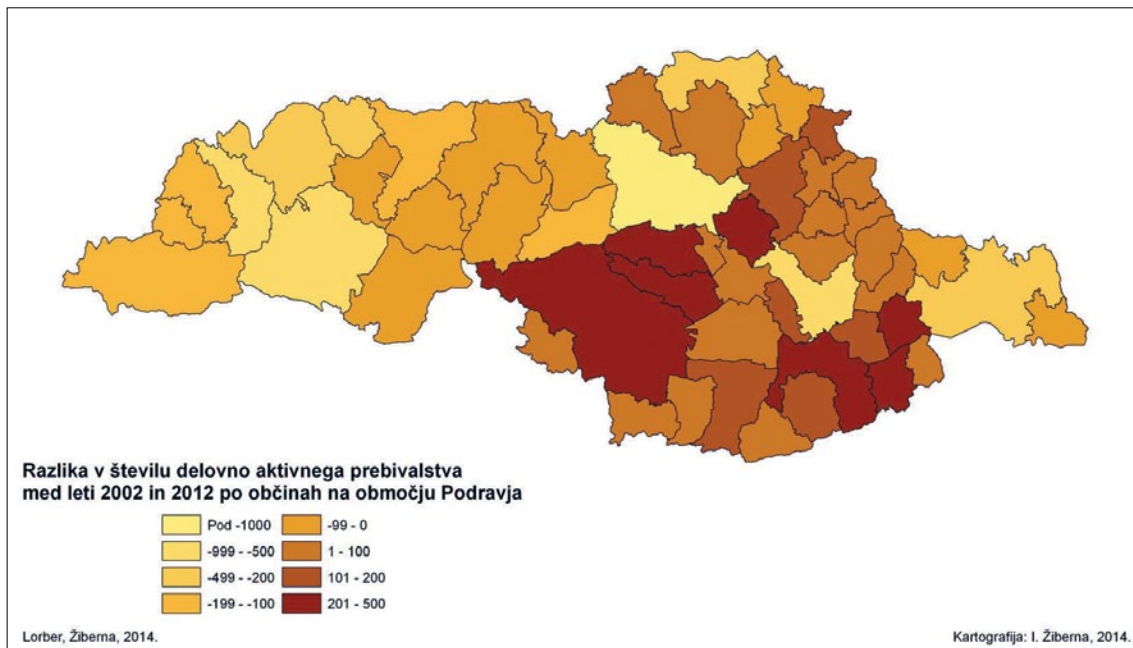 Razlika v številu delovno aktivnega prebivalstva
med leti 2002 in 2012 po občinah na območju Podravja
Pod -1000
-999 - -500
-499 - -200
-199 - -100
-99 - 0
1 - 100
101 - 200
201 - 500
Lorber, Žiberna, 2014.
Kartografija: I. Žiberna, 2014.